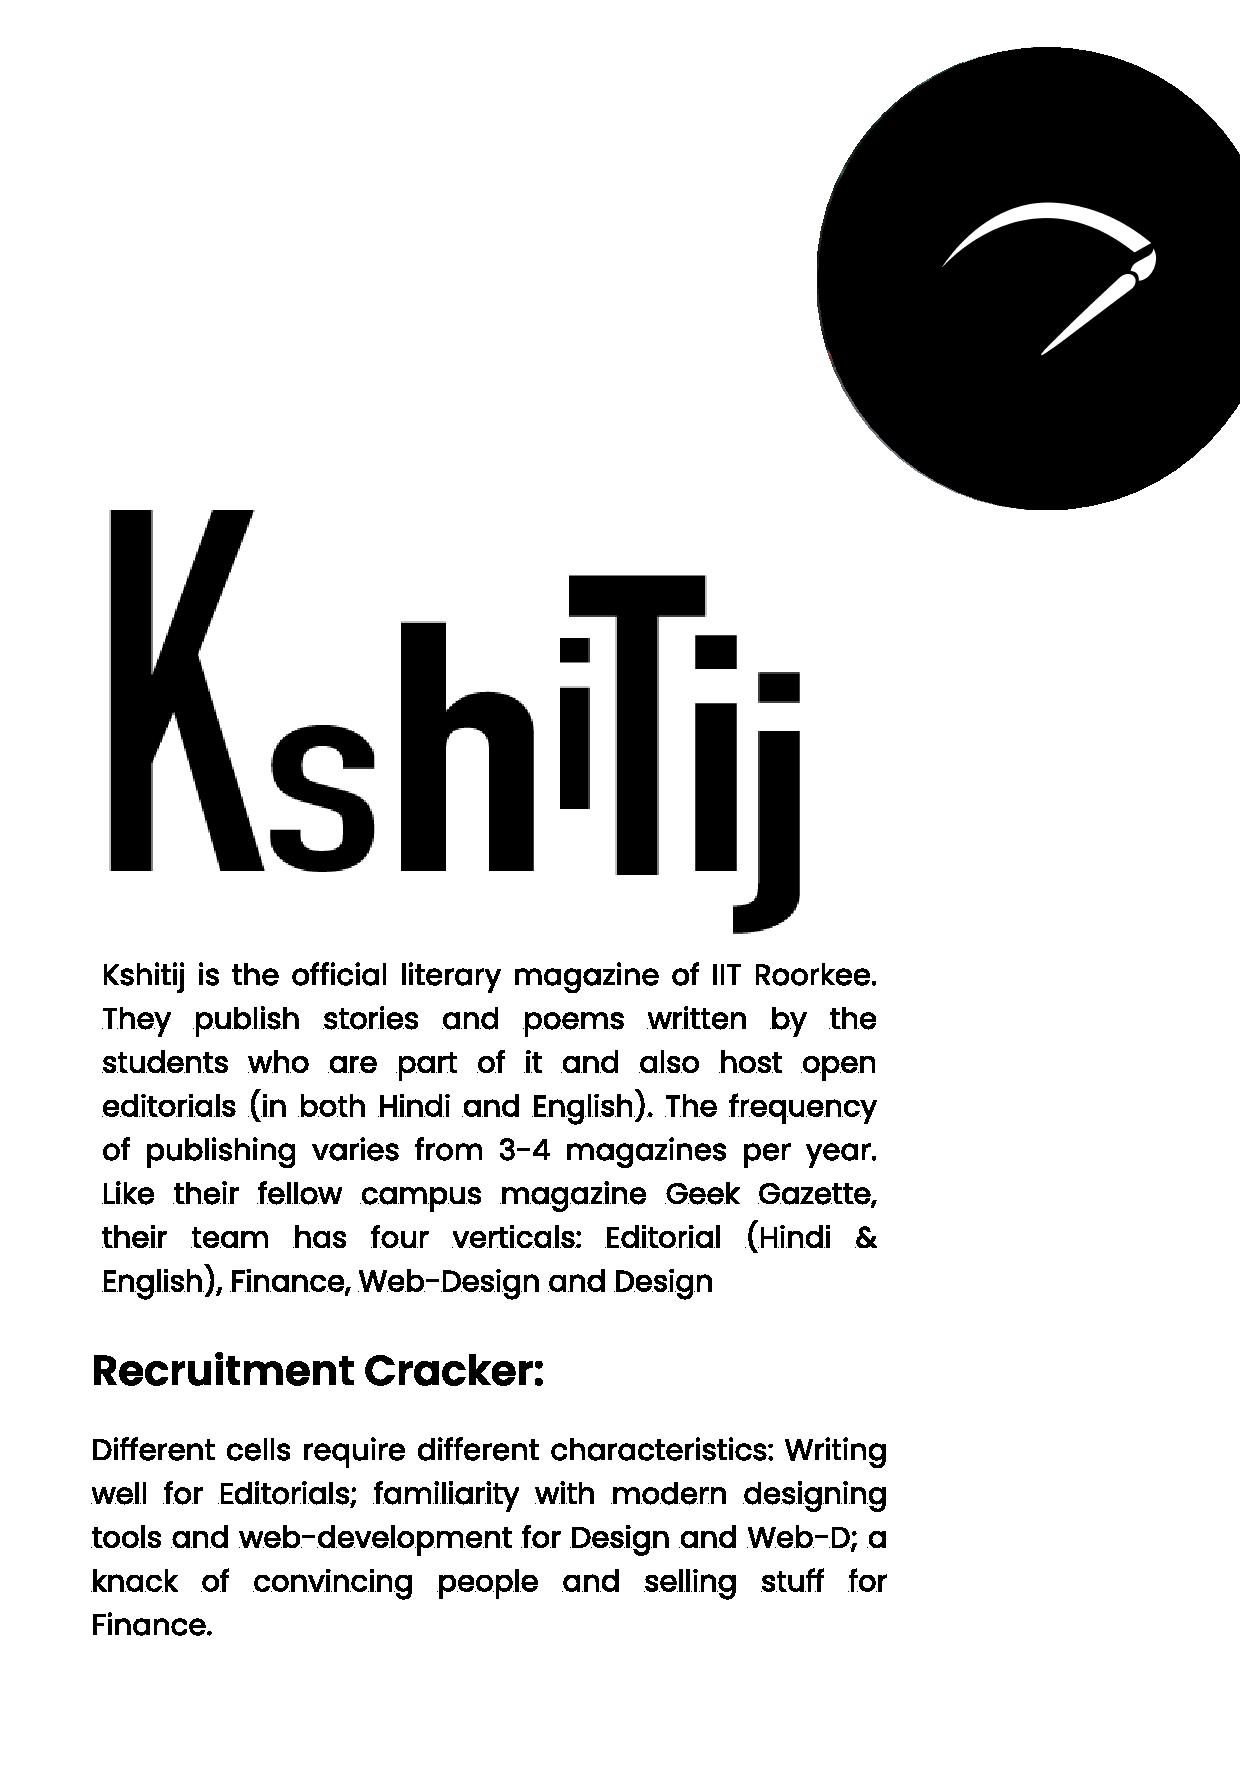 KshiTij
Kshitij is the official literary magazine of IIT Roorkee.
They publish stories and poems written by the
students who are part of it and also host open
editorials (in both Hindi and English). The frequency
of publishing varies from 3-4 magazines per year.
Like their fellow campus magazine Geek Gazette,
their team has four verticals: Editorial (Hindi &
English), Finance, Web-Design and Design
Recruitment Cracker:
Different cells require different characteristics: Writing
well for Editorials; familiarity with modern designing
tools and web-development for Design and Web-D; a
knack of convincing people and selling stuff for
Finance.